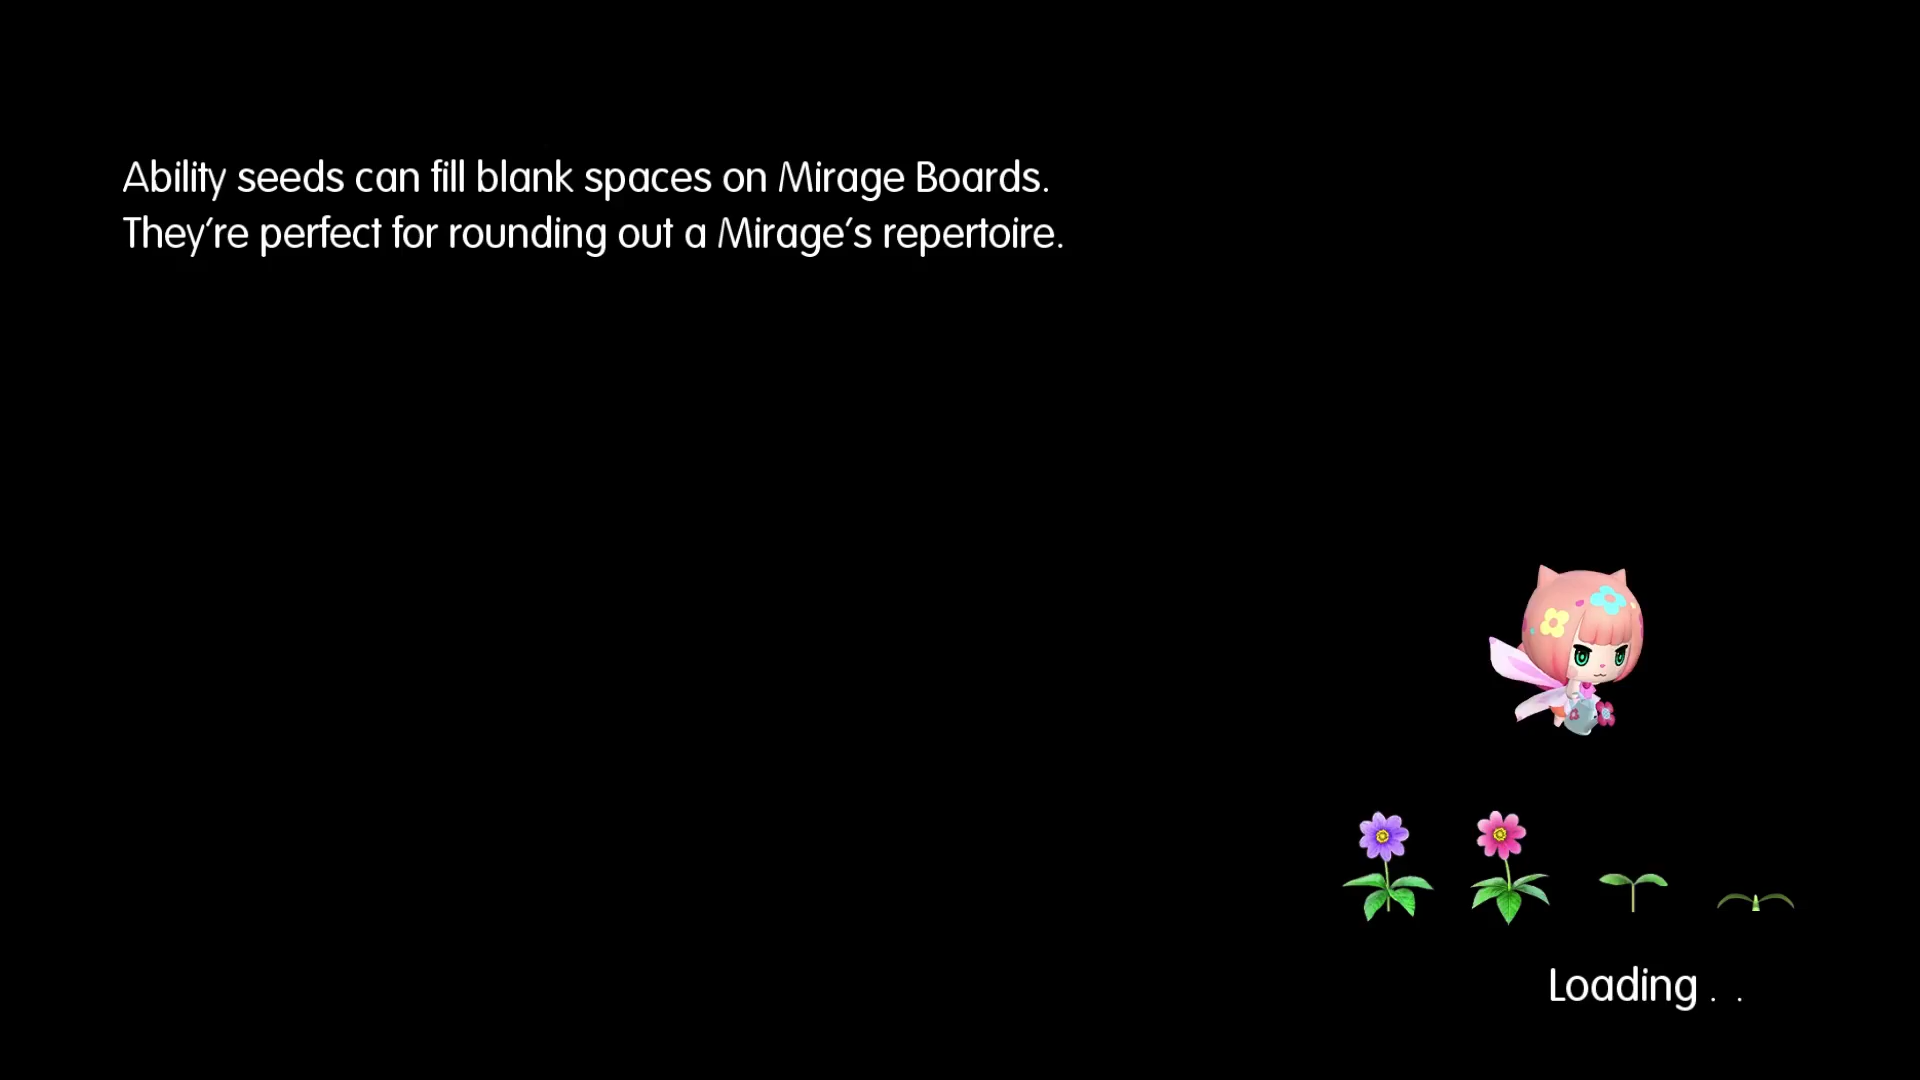 Ability seeds can fill blank spaces on Mirage Boards.
They're perfect for rounding out a Mirage's repertoire.
Loading . .